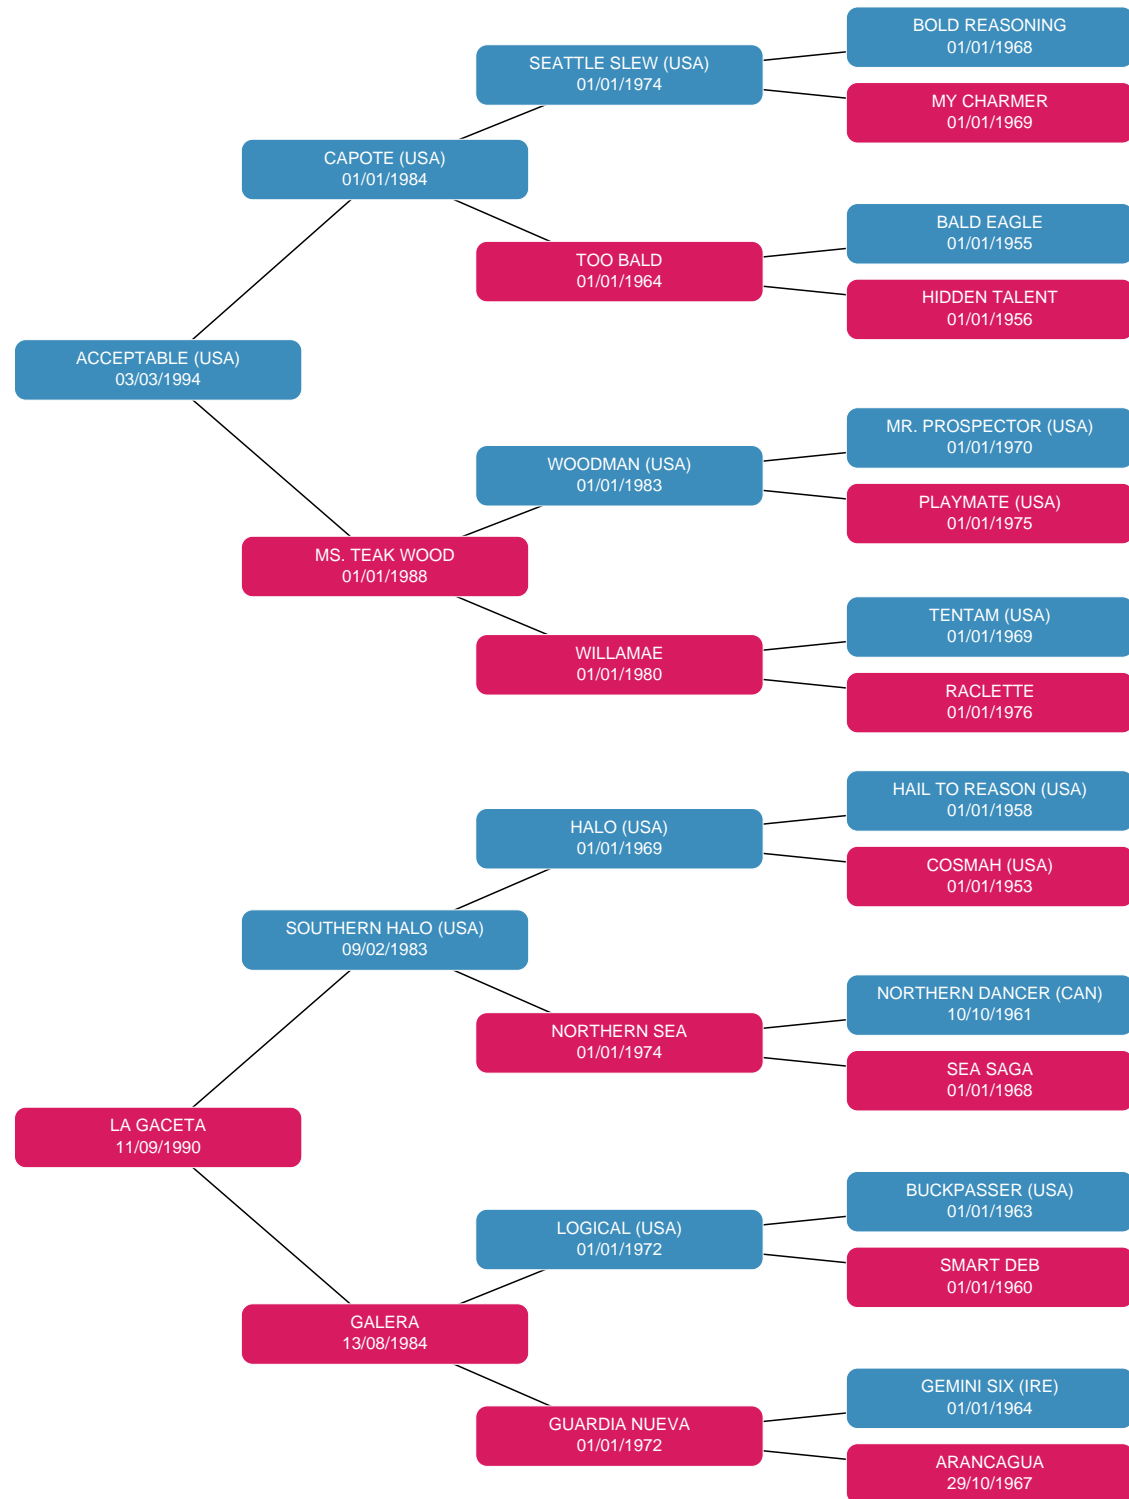 BOLD REASONING
01/01/1968
SEATTLE SLEW (USA)
01/01/1974
MY CHARMER
01/01/1969
CAPOTE (USA)
01/01/1984
BALD EAGLE
01/01/1955
TOO BALD
01/01/1964
HIDDEN TALENT
01/01/1956
ACCEPTABLE (USA)
03/03/1994
MR. PROSPECTOR (USA)
01/01/1970
WOODMAN (USA)
01/01/1983
PLAYMATE (USA)
01/01/1975
MS. TEAK WOOD
01/01/1988
TENTAM (USA)
01/01/1969
WILLAMAE
01/01/1980
RACLETTE
01/01/1976
HAIL TO REASON (USA)
01/01/1958
HALO (USA)
01/01/1969
COSMAH (USA)
01/01/1953
SOUTHERN HALO (USA)
09/02/1983
NORTHERN DANCER (CAN)
10/10/1961
NORTHERN SEA
01/01/1974
SEA SAGA
01/01/1968
LA GACETA
11/09/1990
BUCKPASSER (USA)
01/01/1963
LOGICAL (USA)
01/01/1972
SMART DEB
01/01/1960
GALERA
13/08/1984
GEMINI SIX (IRE)
01/01/1964
GUARDIA NUEVA
01/01/1972
ARANCAGUA
29/10/1967